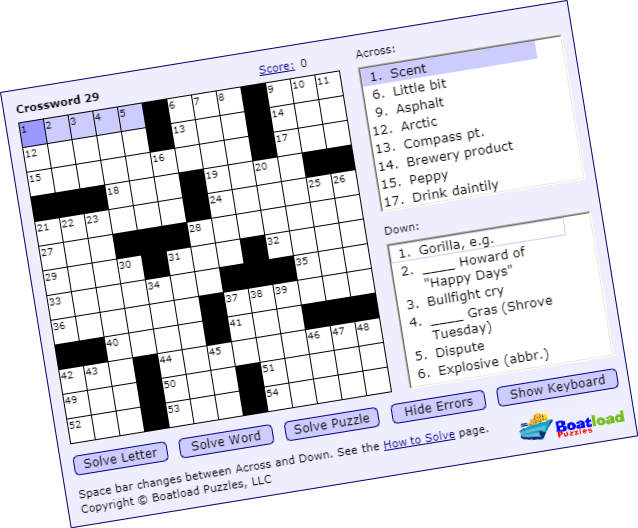 Crossword 29
Score: 0
1 2 3 4 5 6 7 8 9 10 11
12 13 14
15 16 17
18 19 20
21 22 23 24 25 26
27 28
29 30 31 32
33 34 35
36 37 38 39
40 41
42 43 44 45 46 47 48
49 50 51
52 53 54
Across:
1. Scent
6. Little bit
9. Asphalt
12. Arctic
13. Compass pt.
14. Brewery product
15. Peppy
17. Drink daintily
Down:
1. Gorilla, e.g.
2. ____ Howard of
"Happy Days"
3. Bullfight cry
4. ____ Gras (Shrove
Tuesday)
5. Dispute
6. Explosive (abbr.)
Solve Letter
Solve Word
Solve Puzzle
Hide Errors
Show Keyboard
Space bar changes between Across and Down. See the How to Solve page.
Copyright © Boatload Puzzles, LLC
Boatload
Puzzles